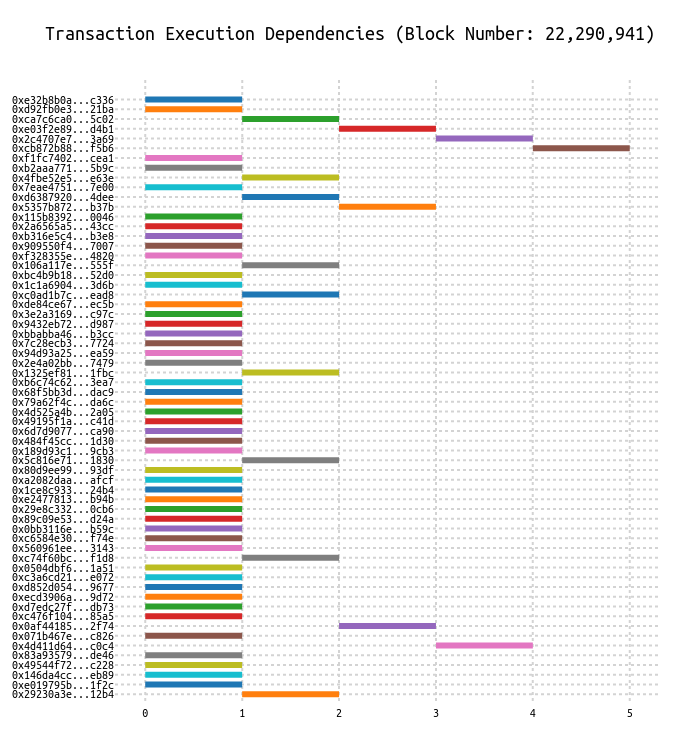 Transaction Execution Dependencies (Block Number: 22,290,941)
0xe32b8b0a...c336
0xd92fb0e3...21ba
0xca7c6ca0...5c02
0xe03f2e89...d4b1
0x2c4707e7...3a69
0xcb872b88...f5b6
0xf1fc7402...cea1
0xb2aaa771...5b9c
0x4fbe52e5...e63e
0x7eae4751...7e00
0xd6387920...4dee
0x5357b872...b37b
0x115b8392...0046
0x2a6565a5...43cc
0xb316e5c4...b3e8
0x909550f4...7007
0xf328355e...4820
0x106a117e...555f
0xbc4b9b18...52d0
0x1c1a6904...3d6b
0xc0ad1b7c...ead8
0xde84ce67...ec5b
0x3e2a3169...c97c
0x9432eb72...d987
0xbbabba46...b3cc
0x7c28ecb3...7724
0x94d93a25...ea59
0x2e4a02bb...7479
0x1325ef81...1fbc
0xb6c74c62...3ea7
0x68f5bb3d...dac9
0x79a62f4c...da6c
0x4d525a4b...2a05
0x49195f1a...c41d
0x6d7d9077...ca90
0x484f45cc...1d30
0x189d93c1...9cb3
0x5c816e71...1830
0x80d9ee99...93df
0xa2082daa...afcf
0x1ce8c933...24b4
0xe2477813...b94b
0x29e8c332...0cb6
0x89c09e53...d24a
0x0bb3116e...b59c
0xc6584e30...f74e
0x560961ee...3143
0xc74f60bc...f1d8
0x0504dbf6...1a51
0xc3a6cd21...e072
0xd852d054...9677
0xecd3906a...9d72
0xd7edc27f...db73
0xc476f104...85a5
0x0af44185...2f74
0x071b467e...c826
0x4d411d64...c0c4
0x83a93579...de46
0x49544f72...c228
0x146da4cc...eb89
0xe019795b...1f2c
0x29230a3e...12b4
0 1 2 3 4 5